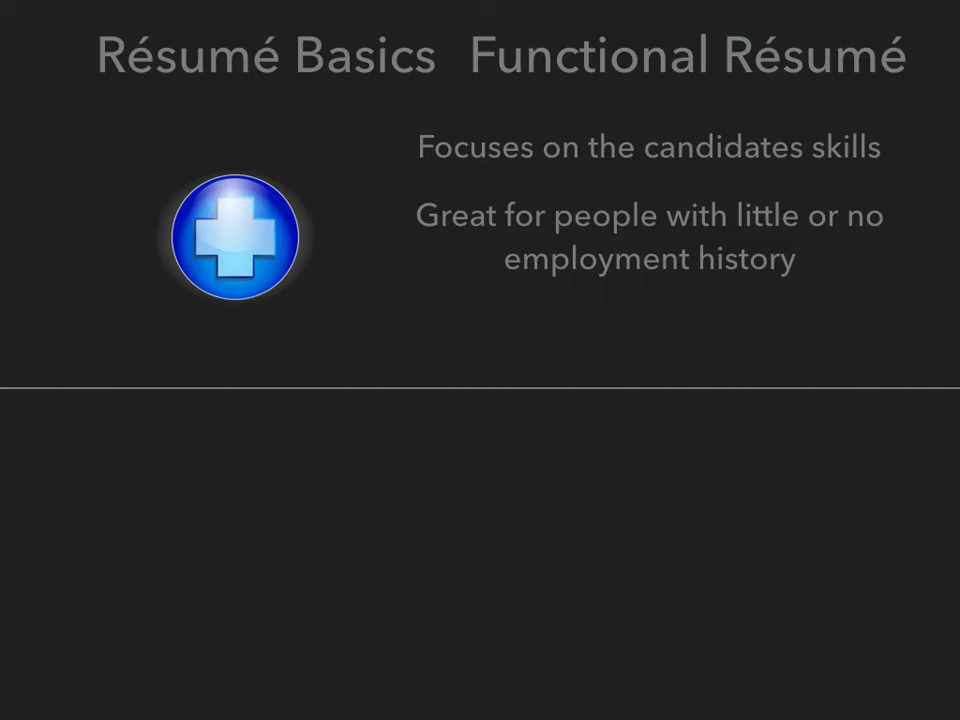 Résumé Basics Functional Résumé
Focuses on the candidates skills
Great for people with little or no
employment history